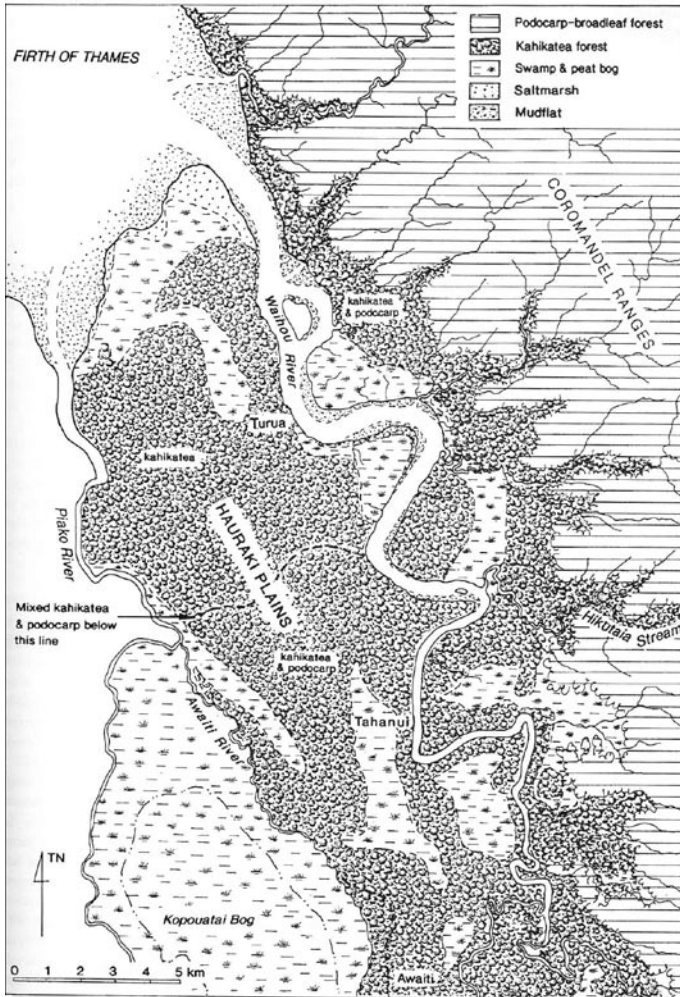 FIRTH OF THAMES
Podocarp-broadleaf forest
Kahikatea forest
Swamp & peat bog
Saltmarsh
Mudflat
COROMANDEL RANGES
kahikatea
& podocarp
Waihou River
Turua
kahikatea
Piako River
HAURAKI PLAINS
Mixed kahikatea
& podocarp below
this line
Hikutaia Stream
kahikatea
& podocarp
Tahanui
Awaiti River
TN
Kopouatai Bog
0 1 2 3 4 5 km
Awaiti